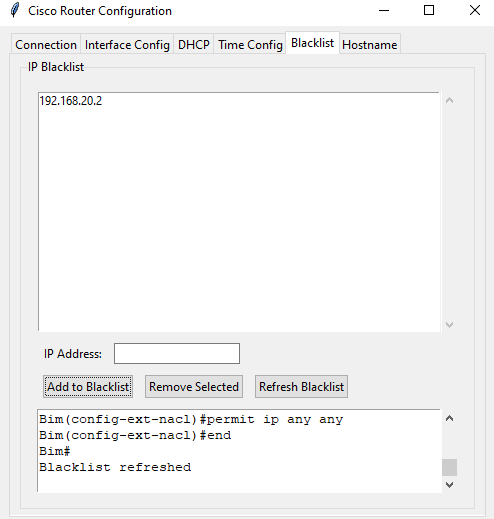 Cisco Router Configuration
Connection Interface Config DHCP Time Config Blacklist Hostname
IP Blacklist
192.168.20.2
IP Address:
Add to Blacklist Remove Selected Refresh Blacklist
Bim(config-ext-nacl)#permit ip any any
Bim(config-ext-nacl)#end
Bim#
Blacklist refreshed